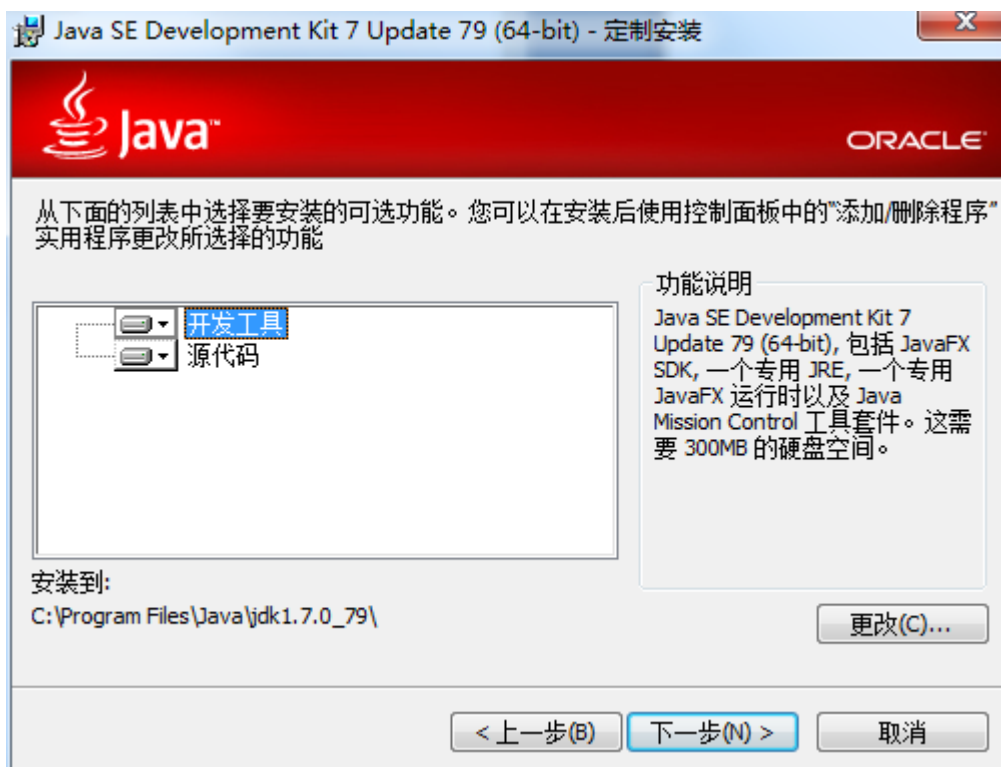 Java SE Development Kit 7 Update 79 (64-bit) - 定制安装
Java™
ORACLE
从下面的列表中选择要安装的可选功能。您可以在安装后使用控制面板中的"添加/删除程序"
实用程序更改所选择的功能
开发工具
源代码
功能说明
Java SE Development Kit 7
Update 79 (64-bit), 包括 JavaFX
SDK, 一个专用 JRE, 一个专用
JavaFX 运行时以及 Java
Mission Control 工具套件。这需
要 300MB 的硬盘空间。
安装到:
C:\Program Files\Java\jdk1.7.0_79\
更改(C)...
< 上一步(B)
下一步(N) >
取消